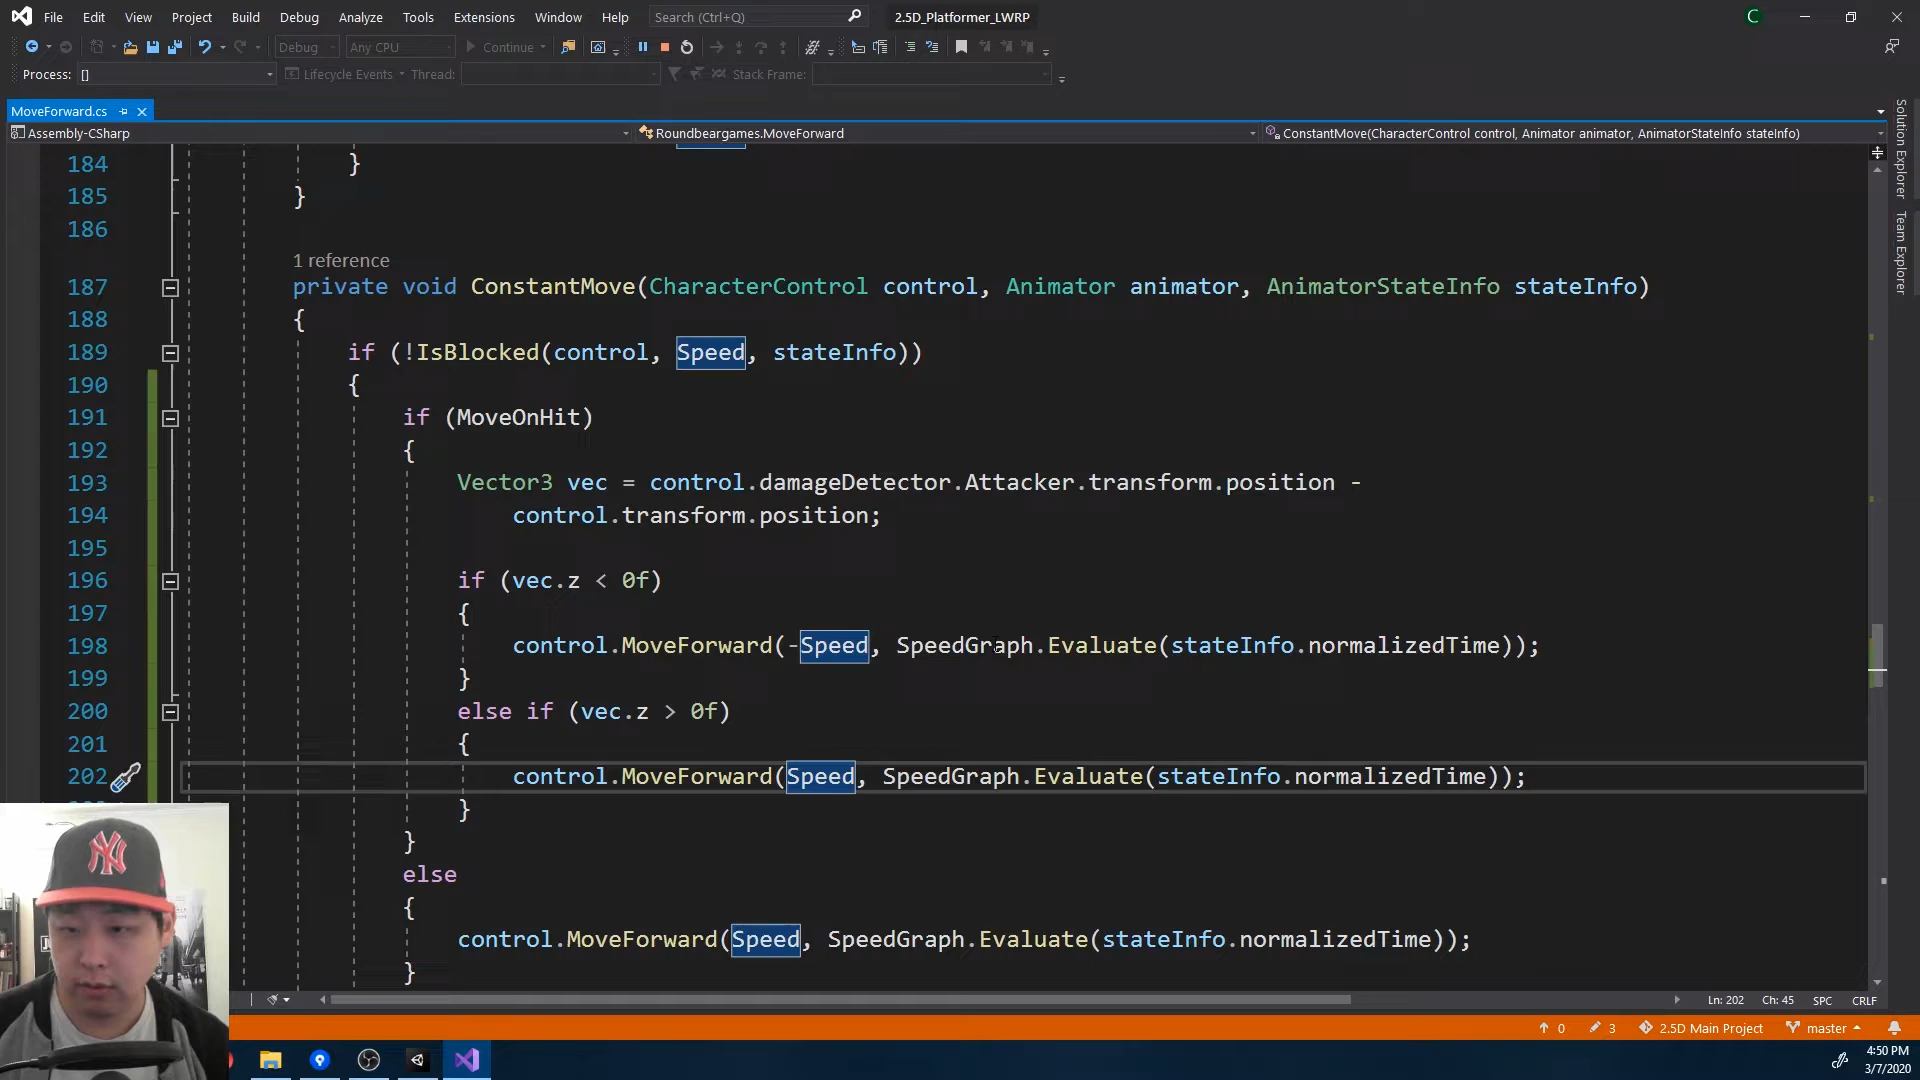 File Edit View Project Build Debug Analyze Tools Extensions Window Help Search (Ctrl+Q) 2.5D_Platformer_LWRP C
Debug Any CPU Continue
Process: [] Lifecycle Events Thread: Stack Frame:
MoveForward.cs
Assembly-CSharp Roundbeargames.MoveForward ConstantMove(CharacterControl control, Animator animator, AnimatorStateInfo stateInfo)
184 }
185 }
186
1 reference
187 private void ConstantMove(CharacterControl control, Animator animator, AnimatorStateInfo stateInfo)
188 {
189 if (!IsBlocked(control, Speed, stateInfo))
190 {
191 if (MoveOnHit)
192 {
193 Vector3 vec = control.damageDetector.Attacker.transform.position -
194 control.transform.position;
195
196 if (vec.z < 0f)
197 {
198 control.MoveForward(-Speed, SpeedGraph.Evaluate(stateInfo.normalizedTime));
199 }
200 else if (vec.z > 0f)
201 {
202 control.MoveForward(Speed, SpeedGraph.Evaluate(stateInfo.normalizedTime));
}
}
else
{
control.MoveForward(Speed, SpeedGraph.Evaluate(stateInfo.normalizedTime));
}
Solution Explorer
Team Explorer
Ln: 202 Ch: 45 SPC CRLF
0 3 2.5D Main Project master
4:50 PM
3/7/2020
NY